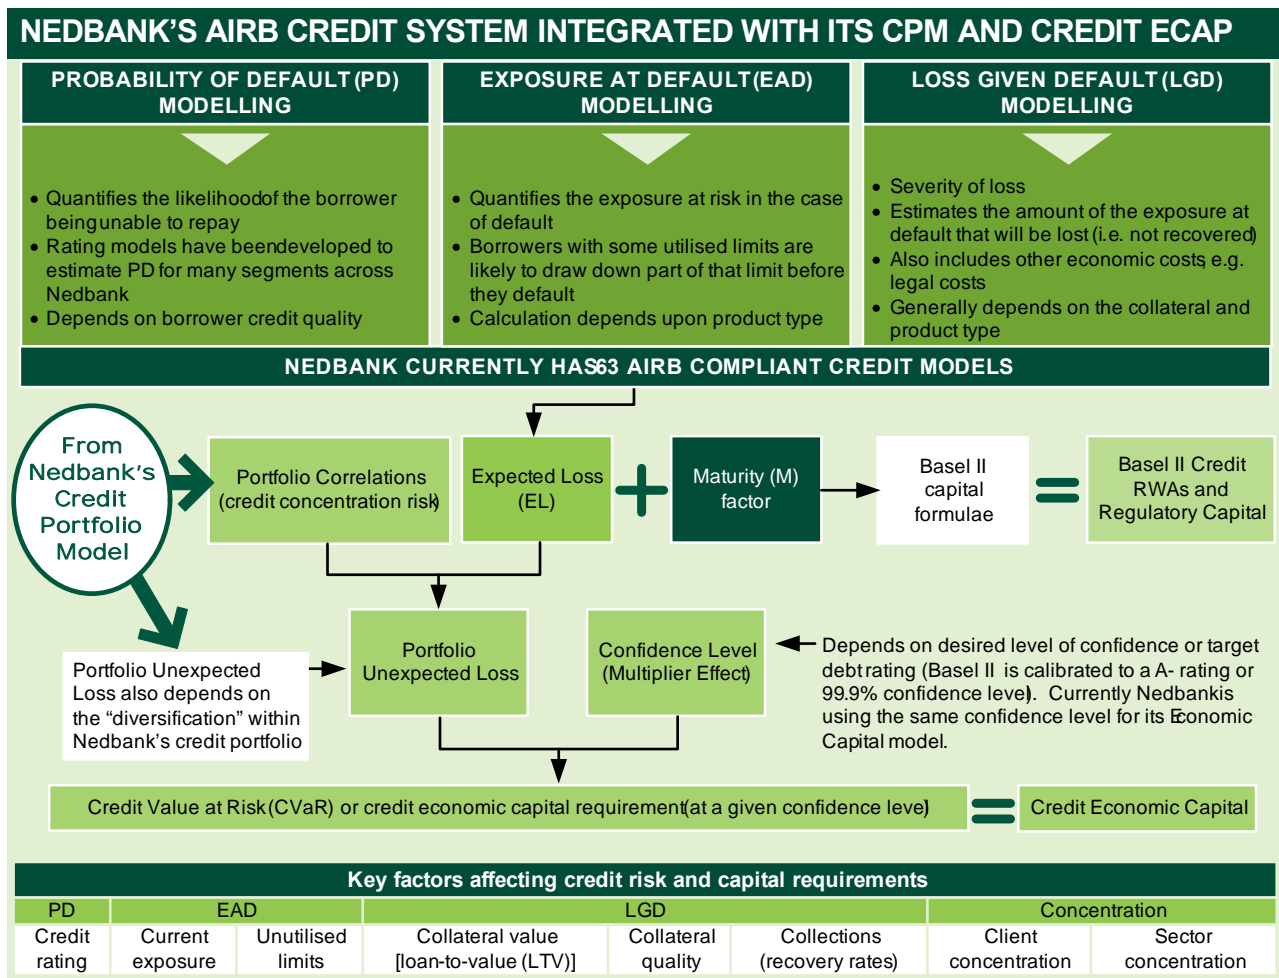 NEDBANK'S AIRB CREDIT SYSTEM INTEGRATED WITH ITS CPM AND CREDIT ECAP
PROBABILITY OF DEFAULT (PD)
MODELLING
• Quantifies the likelihoodof the borrower
beingunable to repay
• Rating models have beendeveloped to
estimate PD for many segments across
Nedbank
• Depends on borrower credit quality
EXPOSURE AT DEFAULT (EAD)
MODELLING
• Quantifies the exposure at risk in the case
of default
• Borrowers with some utilised limits are
likely to draw down part of that limit before
they default
• Calculation depends upon product type
LOSS GIVEN DEFAULT (LGD)
MODELLING
• Severity of loss
• Estimates the amount of the exposure at
default that will be lost (i.e. not recovered)
• Also includes other economic costs, e.g.
legal costs
• Generally depends on the collateral and
product type
NEDBANK CURRENTLY HAS63 AIRB COMPLIANT CREDIT MODELS
From
Nedbank's
Credit
Portfolio
Model
Portfolio Correlations
(credit concentration risk)
Expected Loss
(EL)
Maturity (M)
factor
Basel II
capital
formulae
Basel II Credit
RWAs and
Regulatory Capital
Portfolio Unexpected
Loss also depends on
the "diversification" within
Nedbank's credit portfolio
Portfolio
Unexpected Loss
Confidence Level
(Multiplier Effect)
Depends on desired level of confidence or target
debt rating (Basel II is calibrated to a A- rating or
99.9% confidence level). Currently Nedbankis
using the same confidence level for its Economic
Capital model.
Credit Value at Risk (CVaR) or credit economic capital requirement (at a given confidence level)
Credit Economic Capital
Key factors affecting credit risk and capital requirements
PD EAD LGD Concentration
Credit Current Unutilised Collateral value Collateral Collections Client Sector
rating exposure limits [loan-to-value (LTV)] quality (recovery rates) concentration concentration